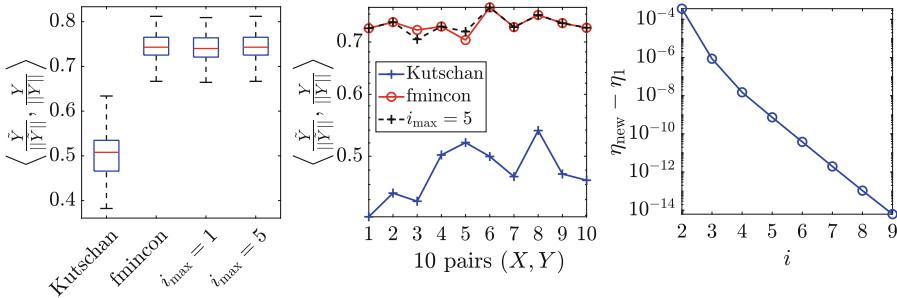 0.8
0.7
0.6
0.5
0.4
⟨ Ỹ/||Ỹ||, Y/||Y|| ⟩
Kutschan
fmincon
i_max = 1
i_max = 5
0.7
0.6
0.5
⟨ Ỹ/||Ỹ||, Y/||Y|| ⟩
Kutschan
fmincon
i_max = 5
1 2 3 4 5 6 7 8 9 10
10 pairs (X, Y)
10^-4
10^-6
10^-8
10^-10
10^-12
10^-14
η_new − η_1
2 3 4 5 6 7 8 9
i